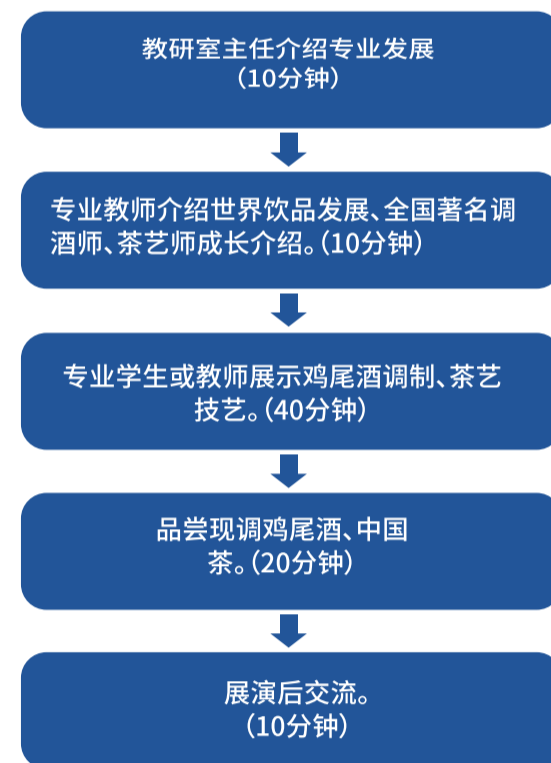 教研室主任介绍专业发展
（10分钟）
专业教师介绍世界饮品发展、全国著名调
酒师、茶艺师成长介绍。（10分钟）
专业学生或教师展示鸡尾酒调制、茶艺
技艺。（40分钟）
品尝现调鸡尾酒、中国
茶。（20分钟）
展演后交流。
（10分钟）